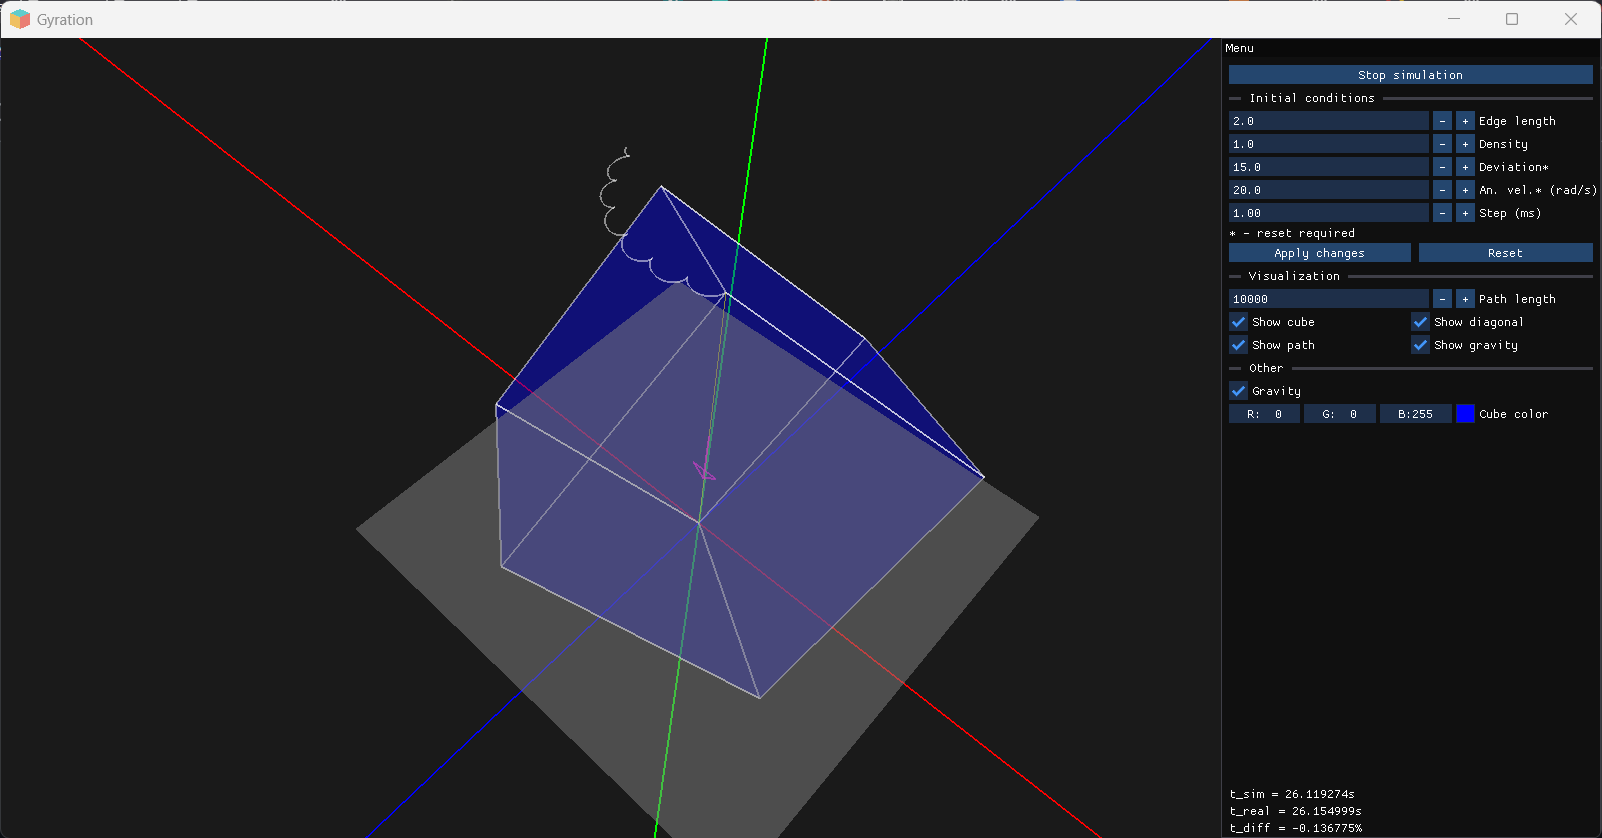 Gyration
Menu
Stop simulation
Initial conditions
2.0 - + Edge length
1.0 - + Density
15.0 - + Deviation*
20.0 - + An. vel.* (rad/s)
1.00 - + Step (ms)
* - reset required
Apply changes Reset
Visualization
10000 - + Path length
Show cube Show diagonal
Show path Show gravity
Other
Gravity
R: 0 G: 0 B:255 Cube color
t_sim = 26.119274s
t_real = 26.154999s
t_diff = -0.136775%